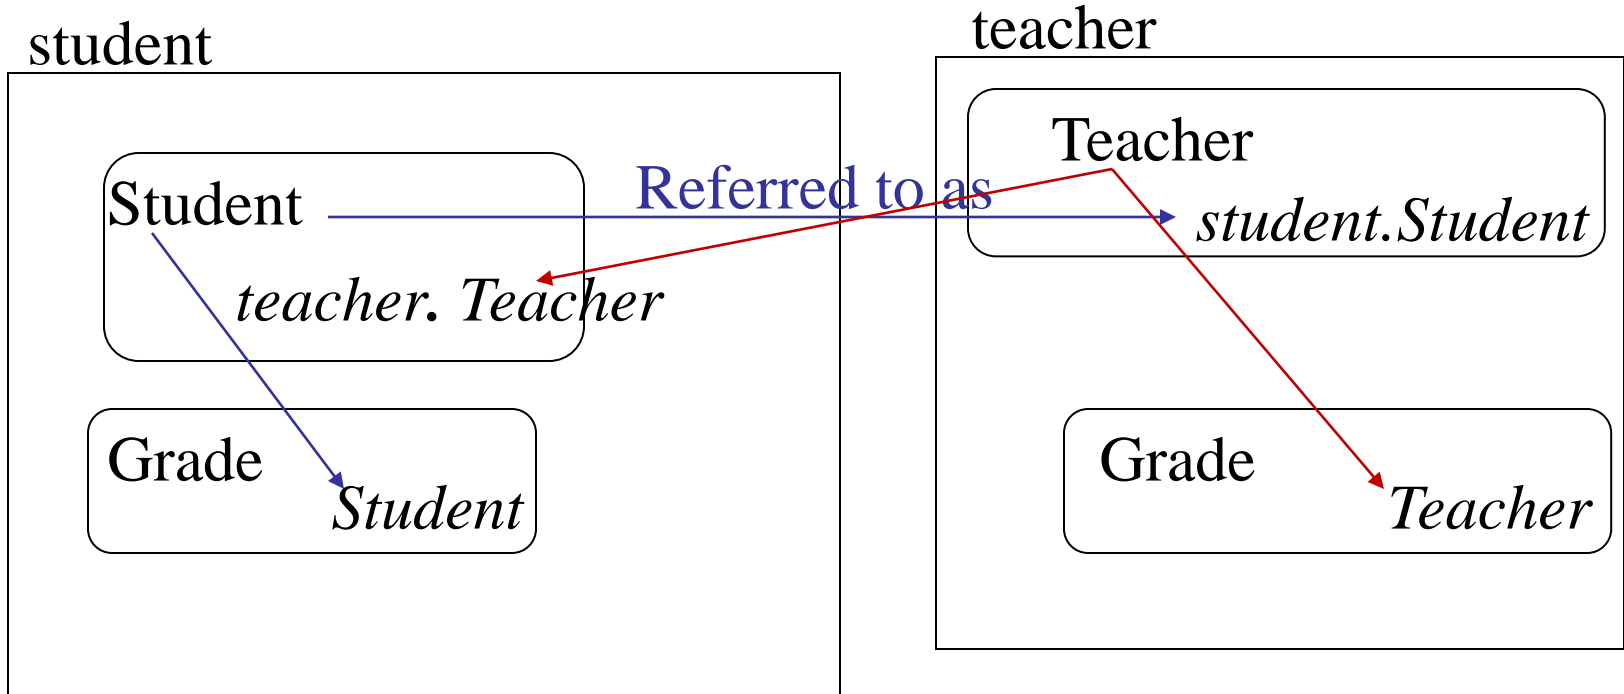 student
Student
teacher. Teacher
Grade
Student
Referred to as
teacher
Teacher
student.Student
Grade
Teacher